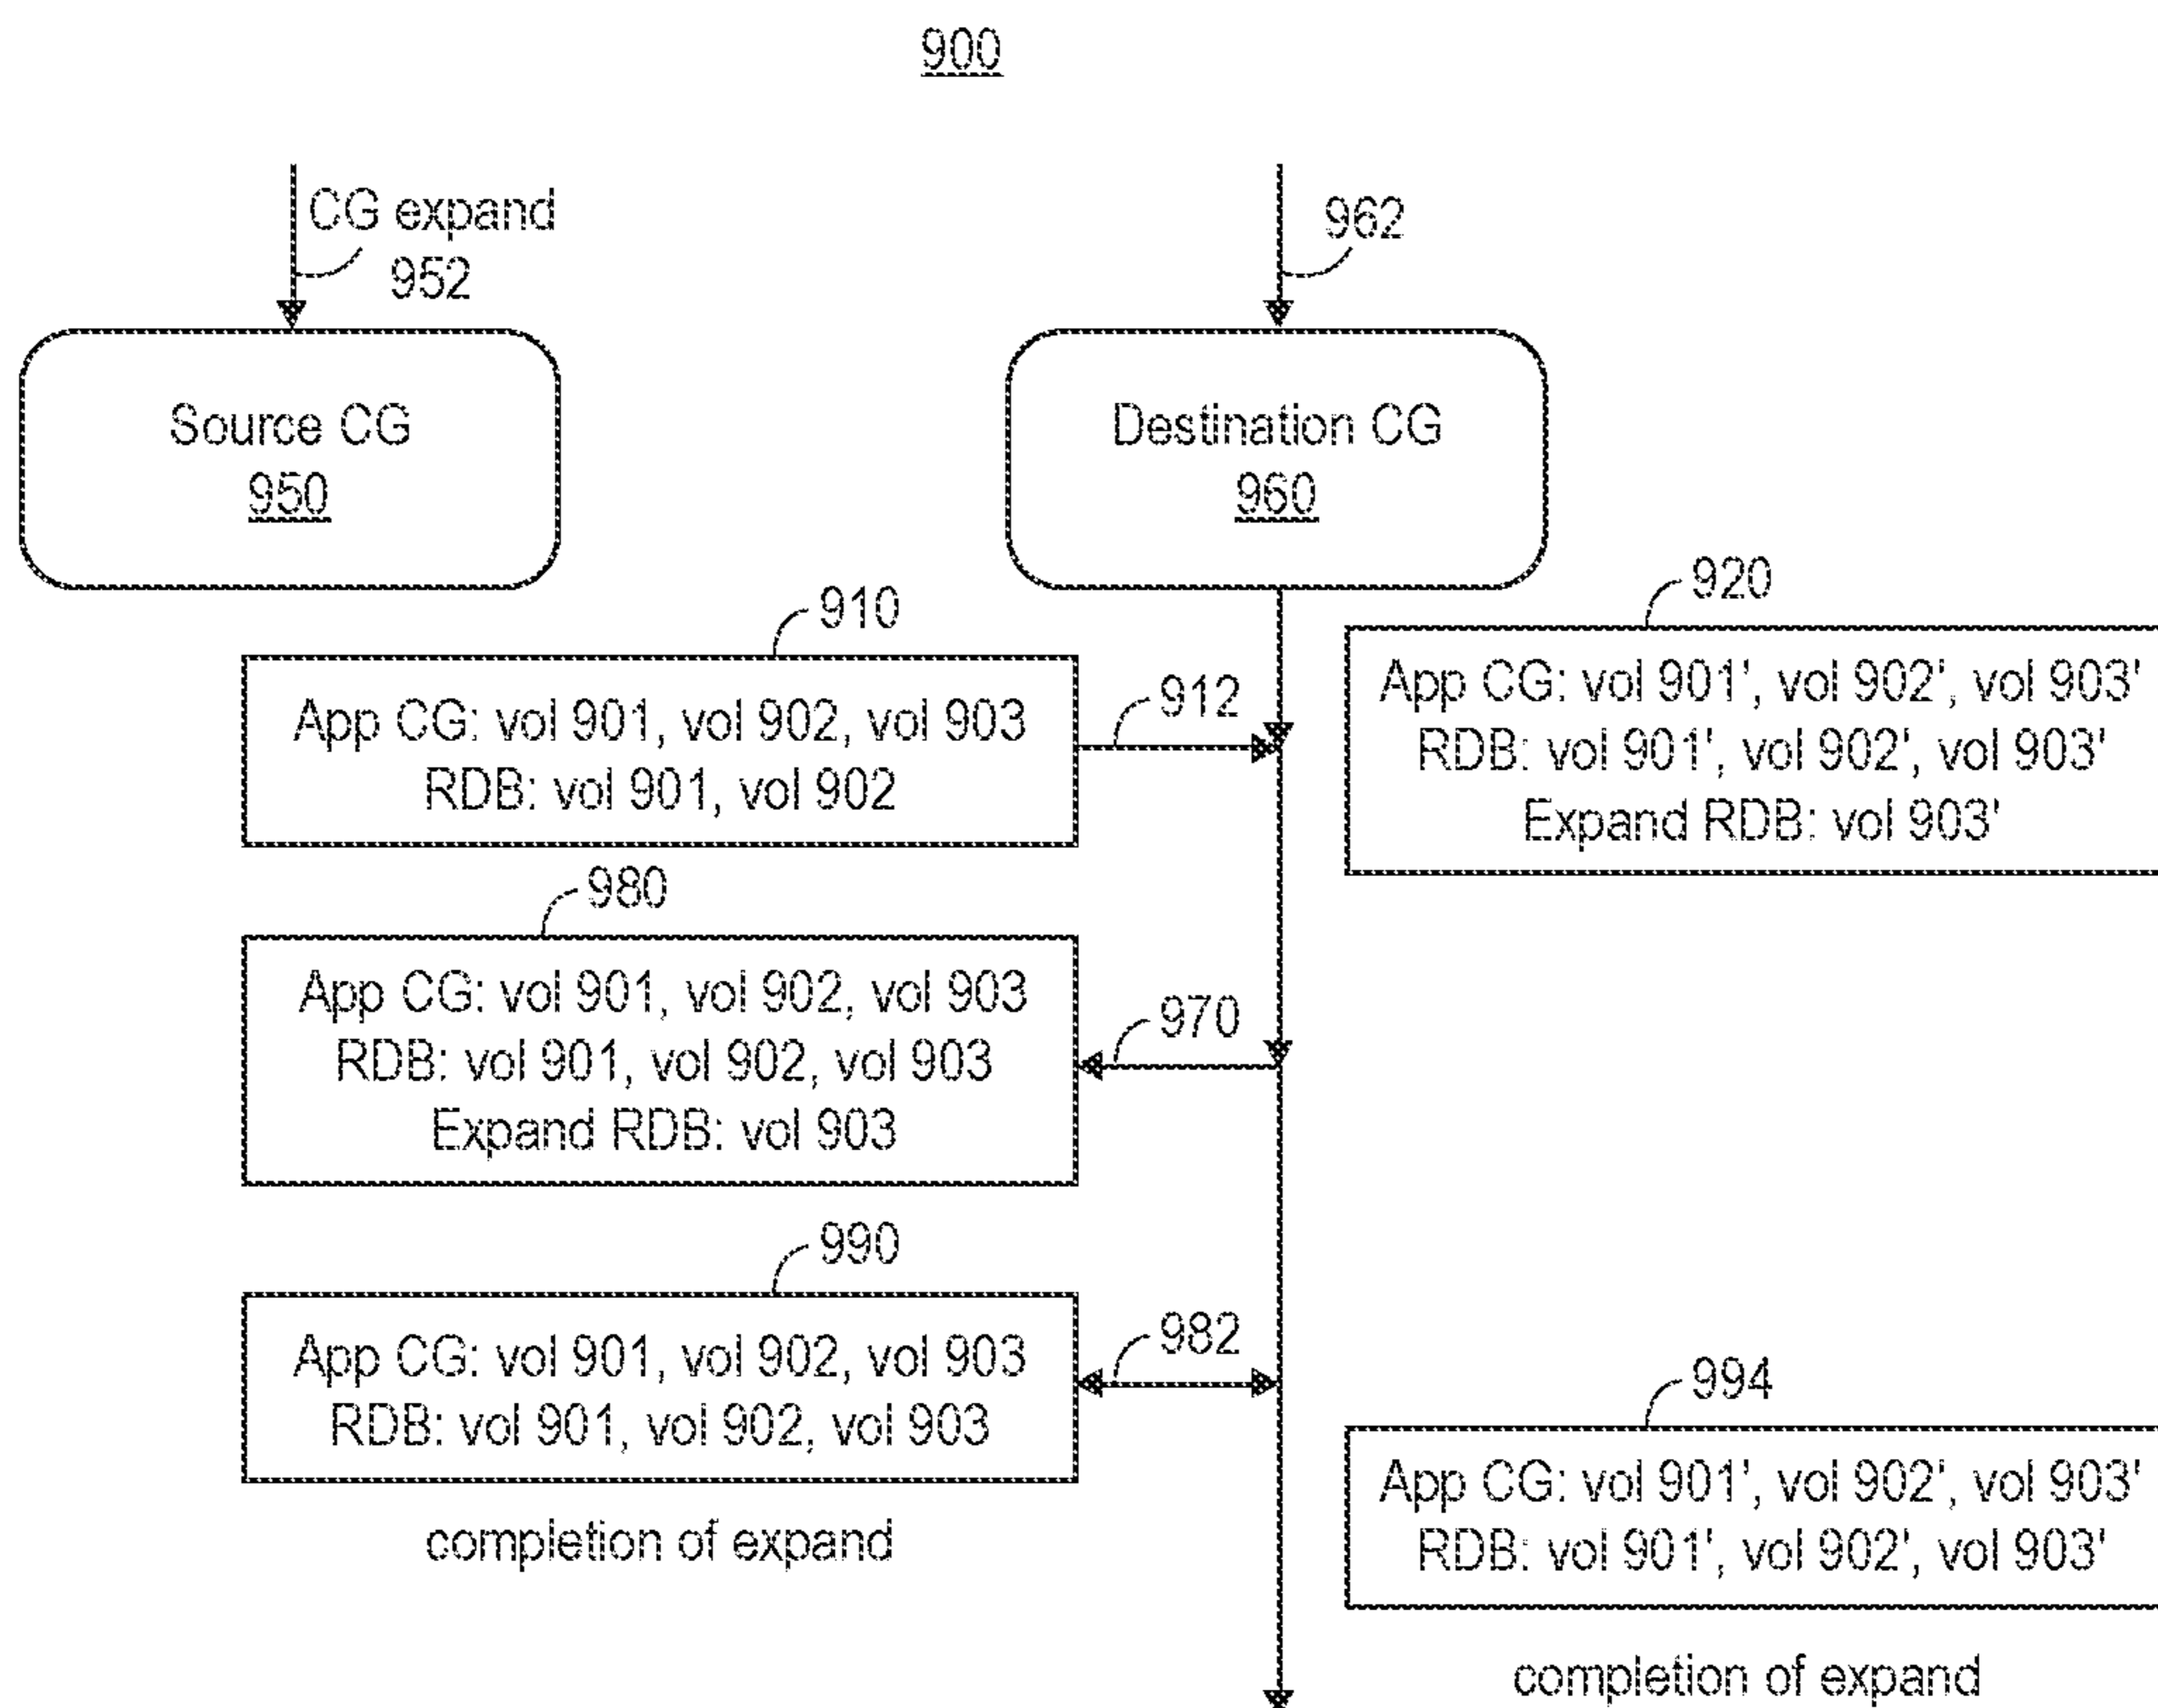 900
CG expand
952
962
Source CG
950
Destination CG
960
910
920
App CG: vol 901, vol 902, vol 903
RDB: vol 901, vol 902
912
App CG: vol 901', vol 902', vol 903'
RDB: vol 901', vol 902', vol 903'
Expand RDB: vol 903'
980
App CG: vol 901, vol 902, vol 903
RDB: vol 901, vol 902, vol 903
Expand RDB: vol 903
970
990
App CG: vol 901, vol 902, vol 903
RDB: vol 901, vol 902, vol 903
982
completion of expand
994
App CG: vol 901', vol 902', vol 903'
RDB: vol 901', vol 902', vol 903'
completion of expand